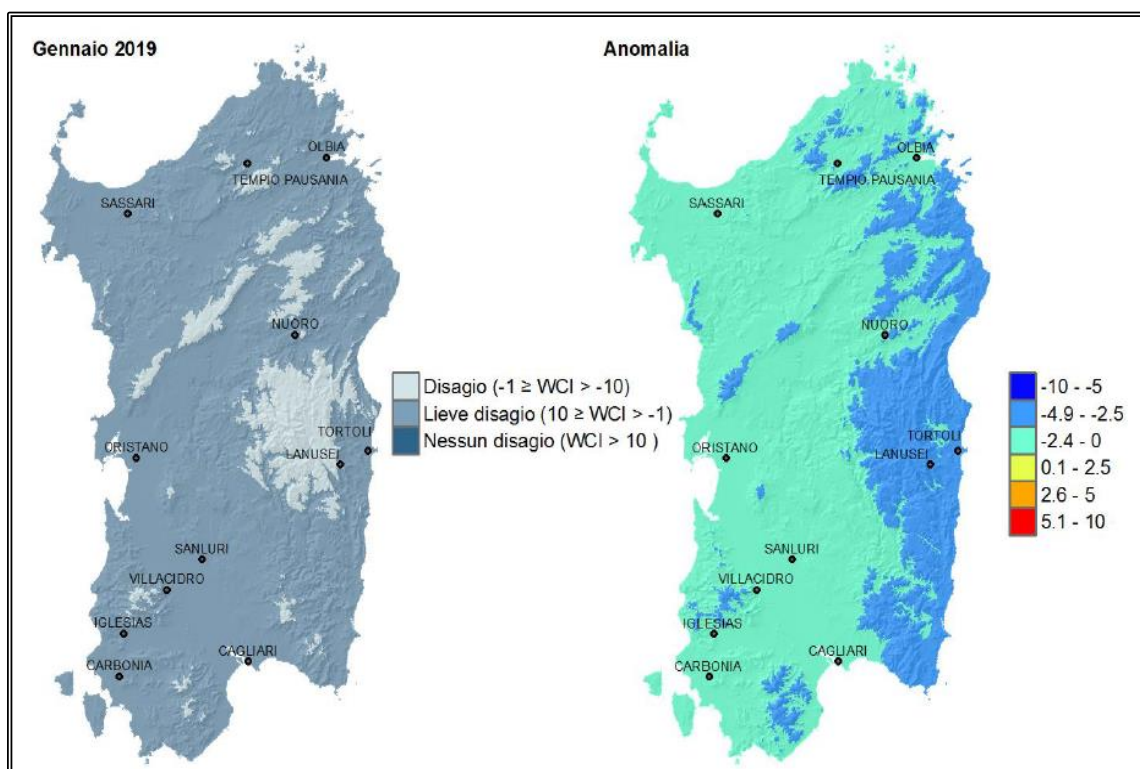 Gennaio 2019
OLBIA
TEMPIO PAUSANIA
SASSARI
NUORO
TORTOLI
LANUSEI
ORISTANO
SANLURI
VILLACIDRO
IGLESIAS
CAGLIARI
CARBONIA
Disagio (-1 ≥ WCI > -10)
Lieve disagio (10 ≥ WCI > -1)
Nessun disagio (WCI > 10 )
Anomalia
OLBIA
TEMPIO PAUSANIA
SASSARI
NUORO
TORTOLI
LANUSEI
ORISTANO
SANLURI
VILLACIDRO
IGLESIAS
CAGLIARI
CARBONIA
-10 - -5
-4.9 - -2.5
-2.4 - 0
0.1 - 2.5
2.6 - 5
5.1 - 10